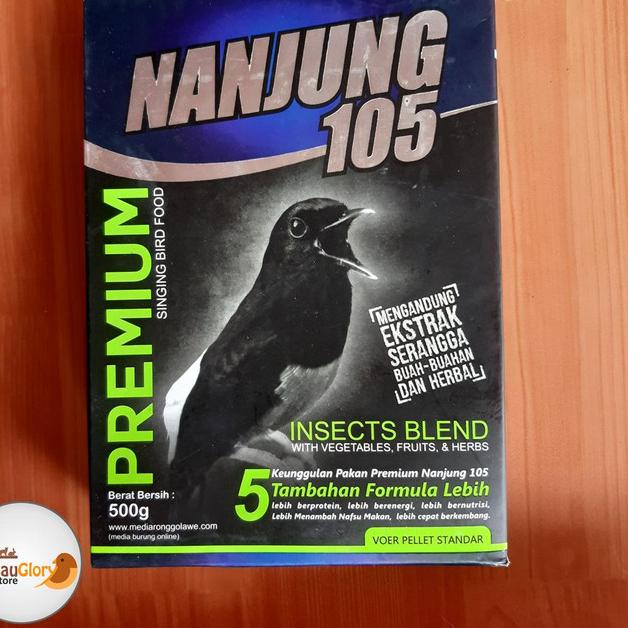 NANJUNG
105
PREMIUM
SINGING BIRD FOOD
MENGANDUNG
EKSTRAK
SERANGGA
BUAH-BUAHAN
DAN HERBAL
INSECTS BLEND
WITH VEGETABLES, FRUITS, & HERBS
5
Keunggulan Pakan Premium Nanjung 105
Tambahan Formula Lebih
lebih berprotein, lebih berenergi, lebih bernutrisi,
Lebih Menambah Nafsu Makan, lebih cepat berkembang.
Berat Bersih :
500g
www.mediaronggolawe.com
(media burung online)
VOER PELLET STANDAR
auGlory
tore